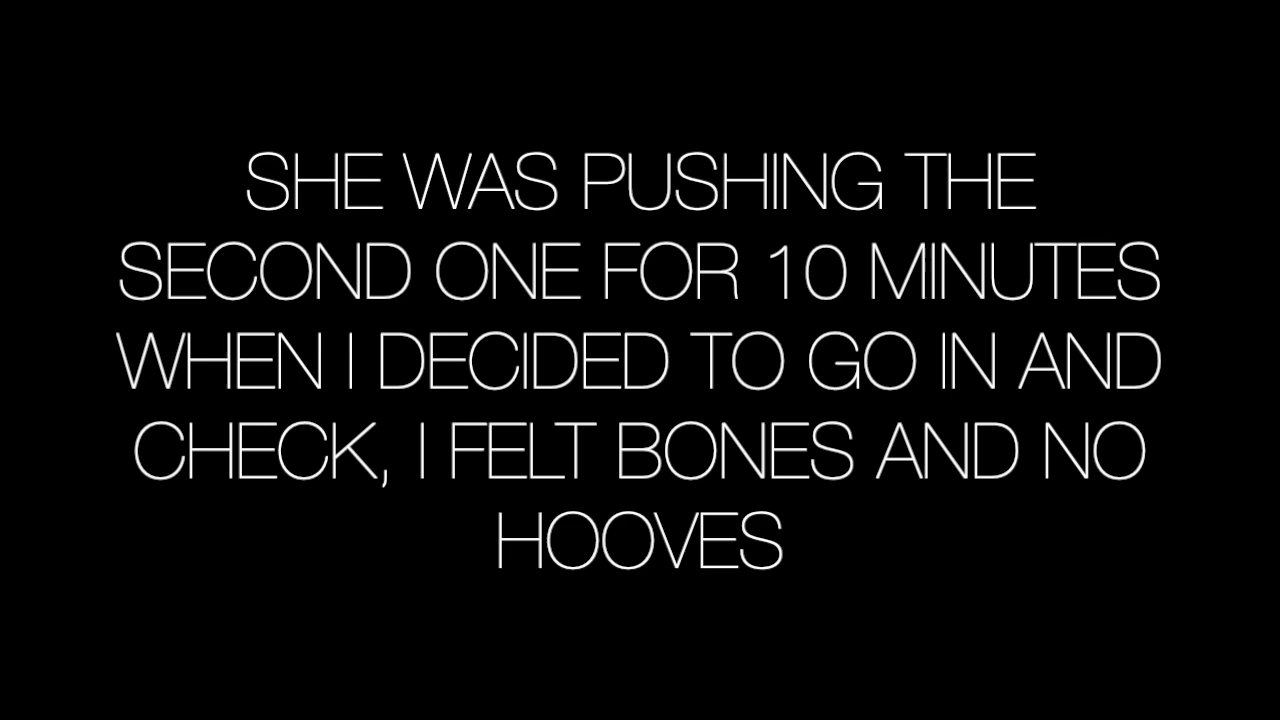 SHE WAS PUSHING THE
SECOND ONE FOR 10 MINUTES
WHEN I DECIDED TO GO IN AND
CHECK, I FELT BONES AND NO
HOOVES